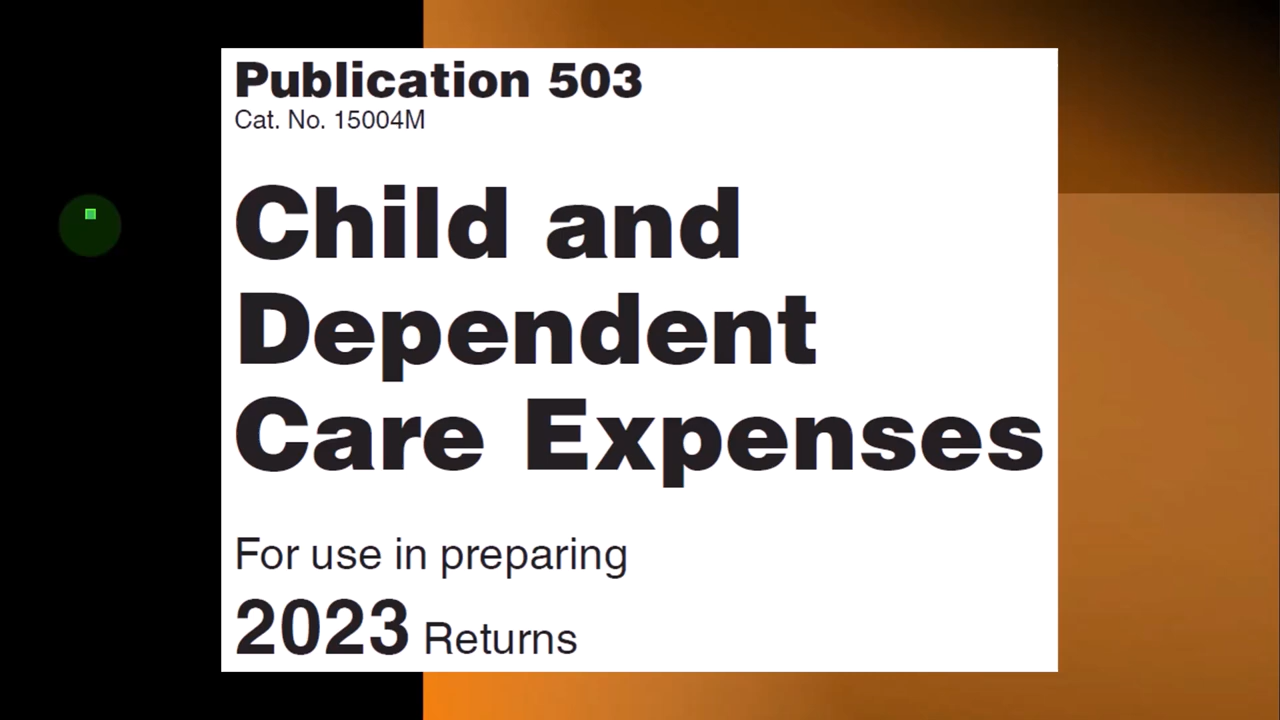 Publication 503
Cat. No. 15004M
Child and
Dependent
Care Expenses
For use in preparing
2023 Returns